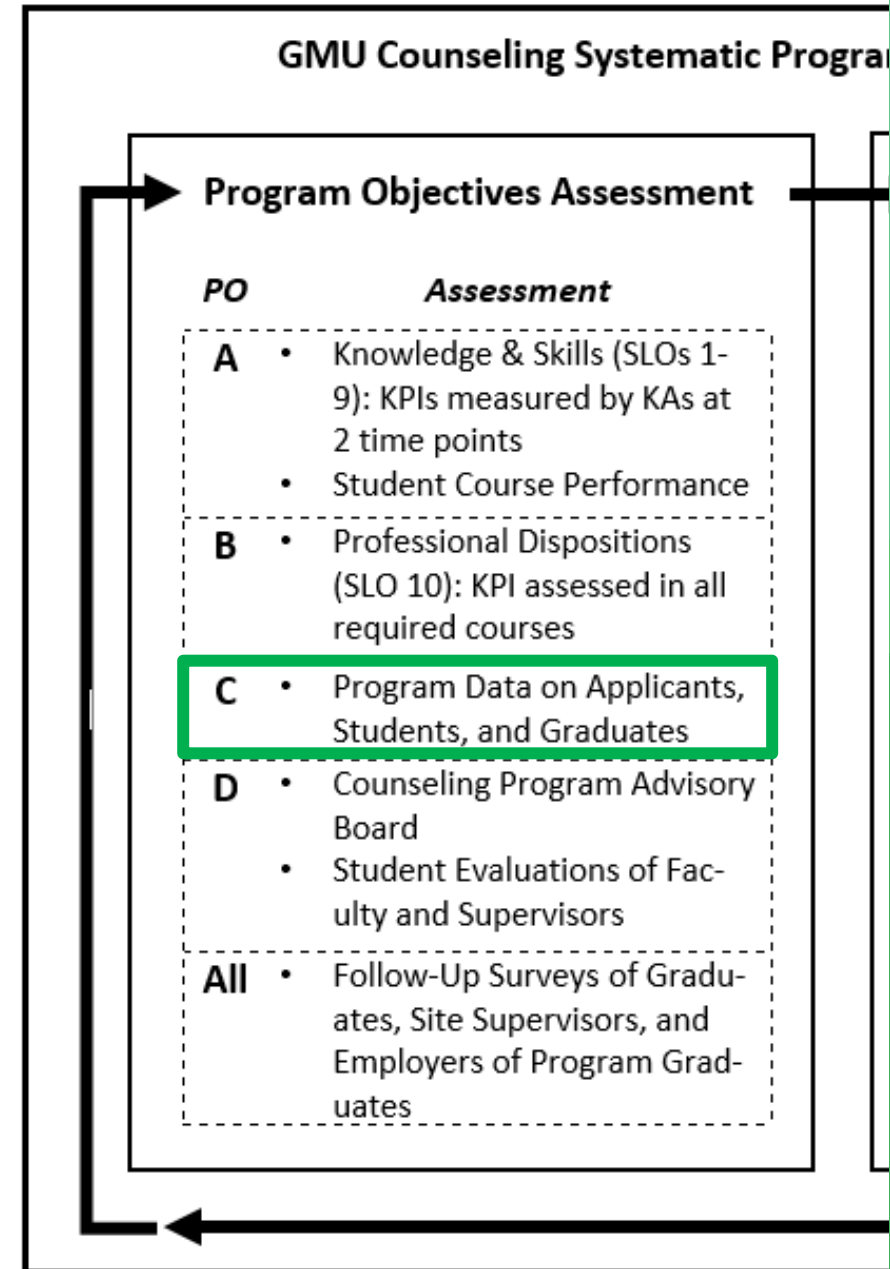 GMU Counseling Systematic
Program Objectives Assessment
PO Assessment
A • Knowledge & Skills (SLOs 1-
9): KPIs measured by KAs at
2 time points
• Student Course Performance
B • Professional Dispositions
(SLO 10): KPI assessed in all
required courses
C • Program Data on Applicants,
Students, and Graduates
D • Counseling Program Advisory
Board
• Student Evaluations of Fac-
ulty and Supervisors
All • Follow-Up Surveys of Gradu-
ates, Site Supervisors, and
Employers of Program Grad-
uates